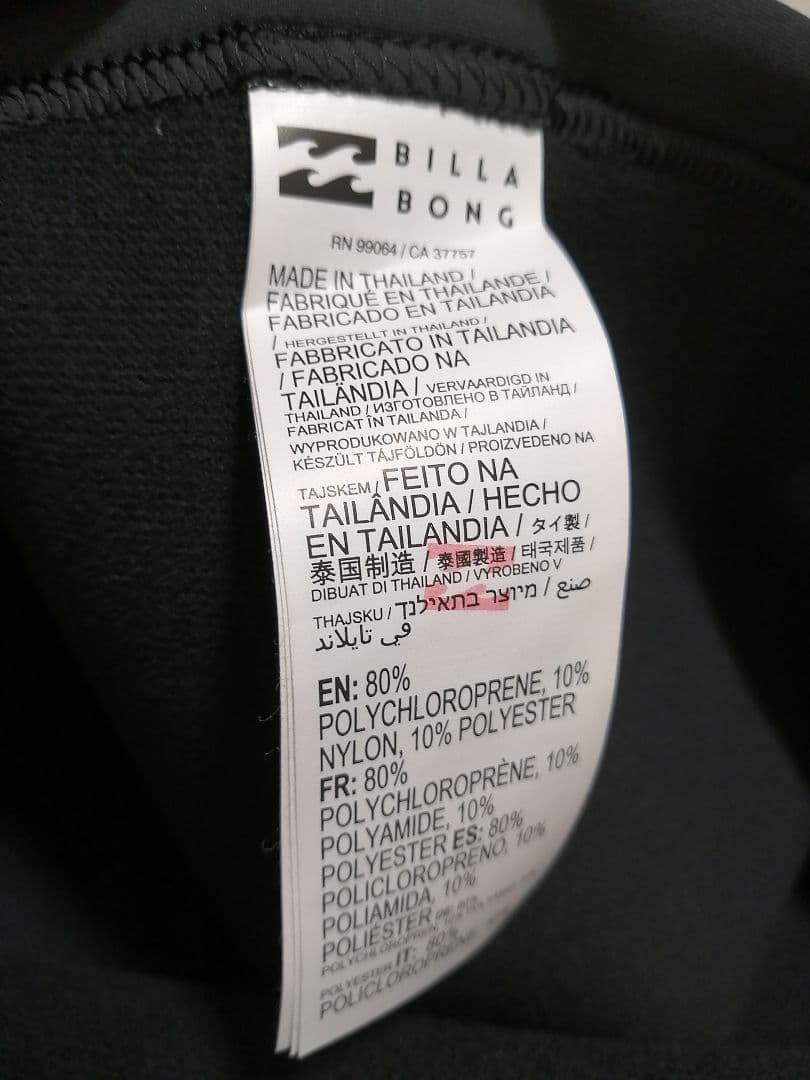 BILLA
BONG
RN 99064 / CA 37757
MADE IN THAILAND /
FABRIQUÉ EN THAILANDE /
FABRICADO EN TAILANDIA
/ HERGESTELLT IN THAILAND /
FABBRICATO IN TAILANDIA
/ FABRICADO NA
TAILÄNDIA / VERVAARDIGD IN
THAILAND / ИЗГОТОВЛЕНО В ТАЙЛАНД /
FABRICAT ÎN TAILANDA /
WYPRODUKOWANO W TAJLANDIA /
KÉSZÜLT TÁJFÖLDÖN / PROIZVEDENO NA
TAJSKEM / FEITO NA
TAILÂNDIA / HECHO
EN TAILANDIA / タイ製 /
泰国制造 / 泰國製造 / 태국제품 /
DIBUAT DI THAILAND / VYROBENO V
THAJSKU / מיוצר בתאילנד / صنع
في تايلاند
EN: 80%
POLYCHLOROPRENE, 10%
NYLON, 10% POLYESTER
FR: 80%
POLYCHLOROPRÈNE, 10%
POLYAMIDE, 10%
POLYESTER ES: 80%
POLICLOROPRENO, 10%
POLIAMIDA, 10%
POLIÉSTER
POLYCHLOROPREN,
POLYESTER IT: 80%
POLICLOROPRENE,